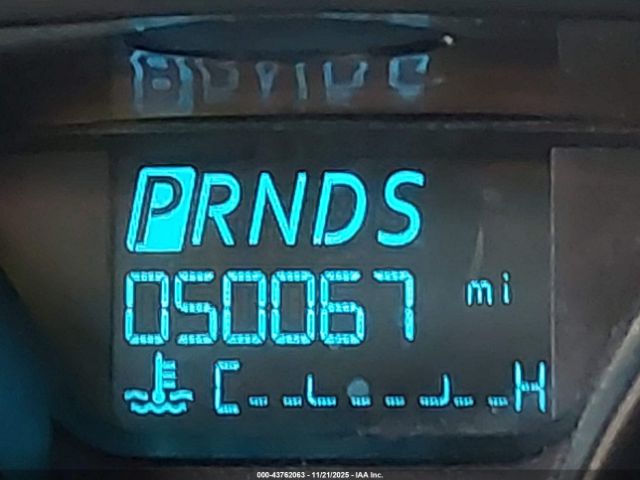 PRNDS
050067 mi
C H
000-43762063 - 11/21/2025 - IAA Inc.